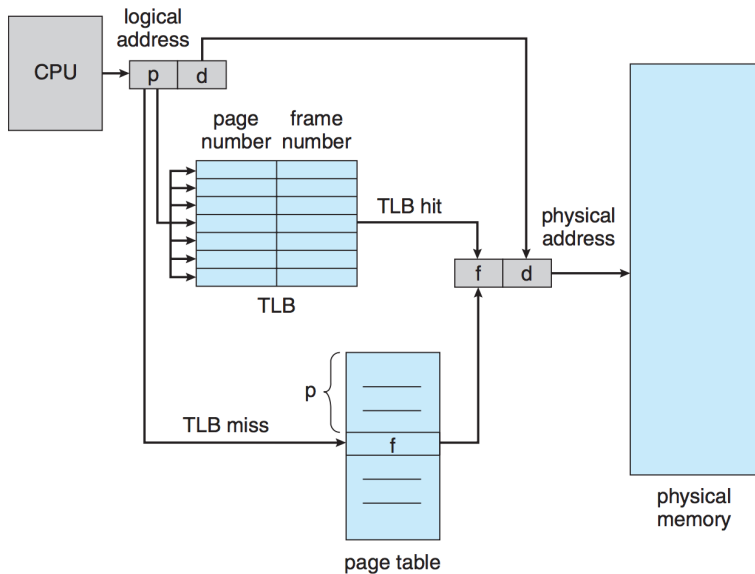 logical
address
CPU
p
d
page
number
frame
number
TLB hit
TLB
physical
address
f
d
p
TLB miss
f
page table
physical
memory